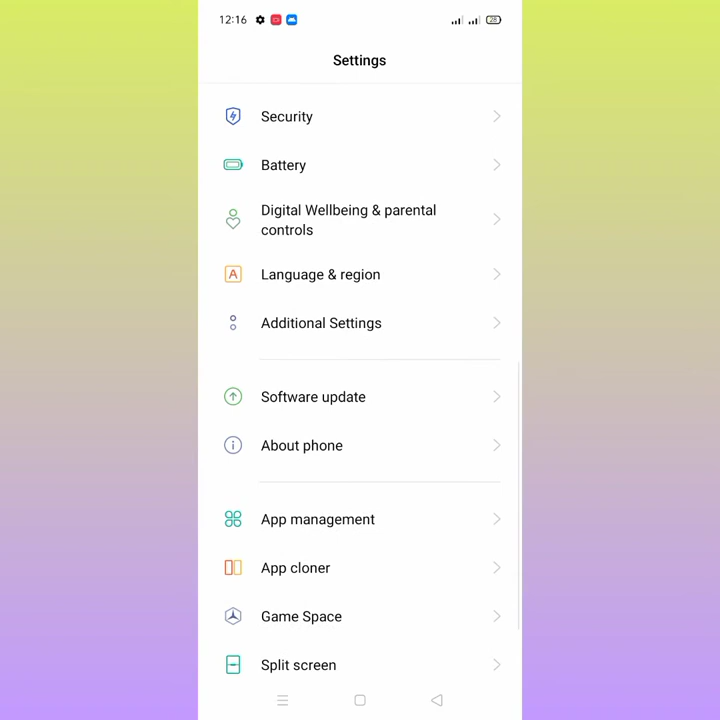 12:16
28
Settings
Security
Battery
Digital Wellbeing & parental
controls
A
Language & region
Additional Settings
Software update
About phone
App management
App cloner
Game Space
Split screen